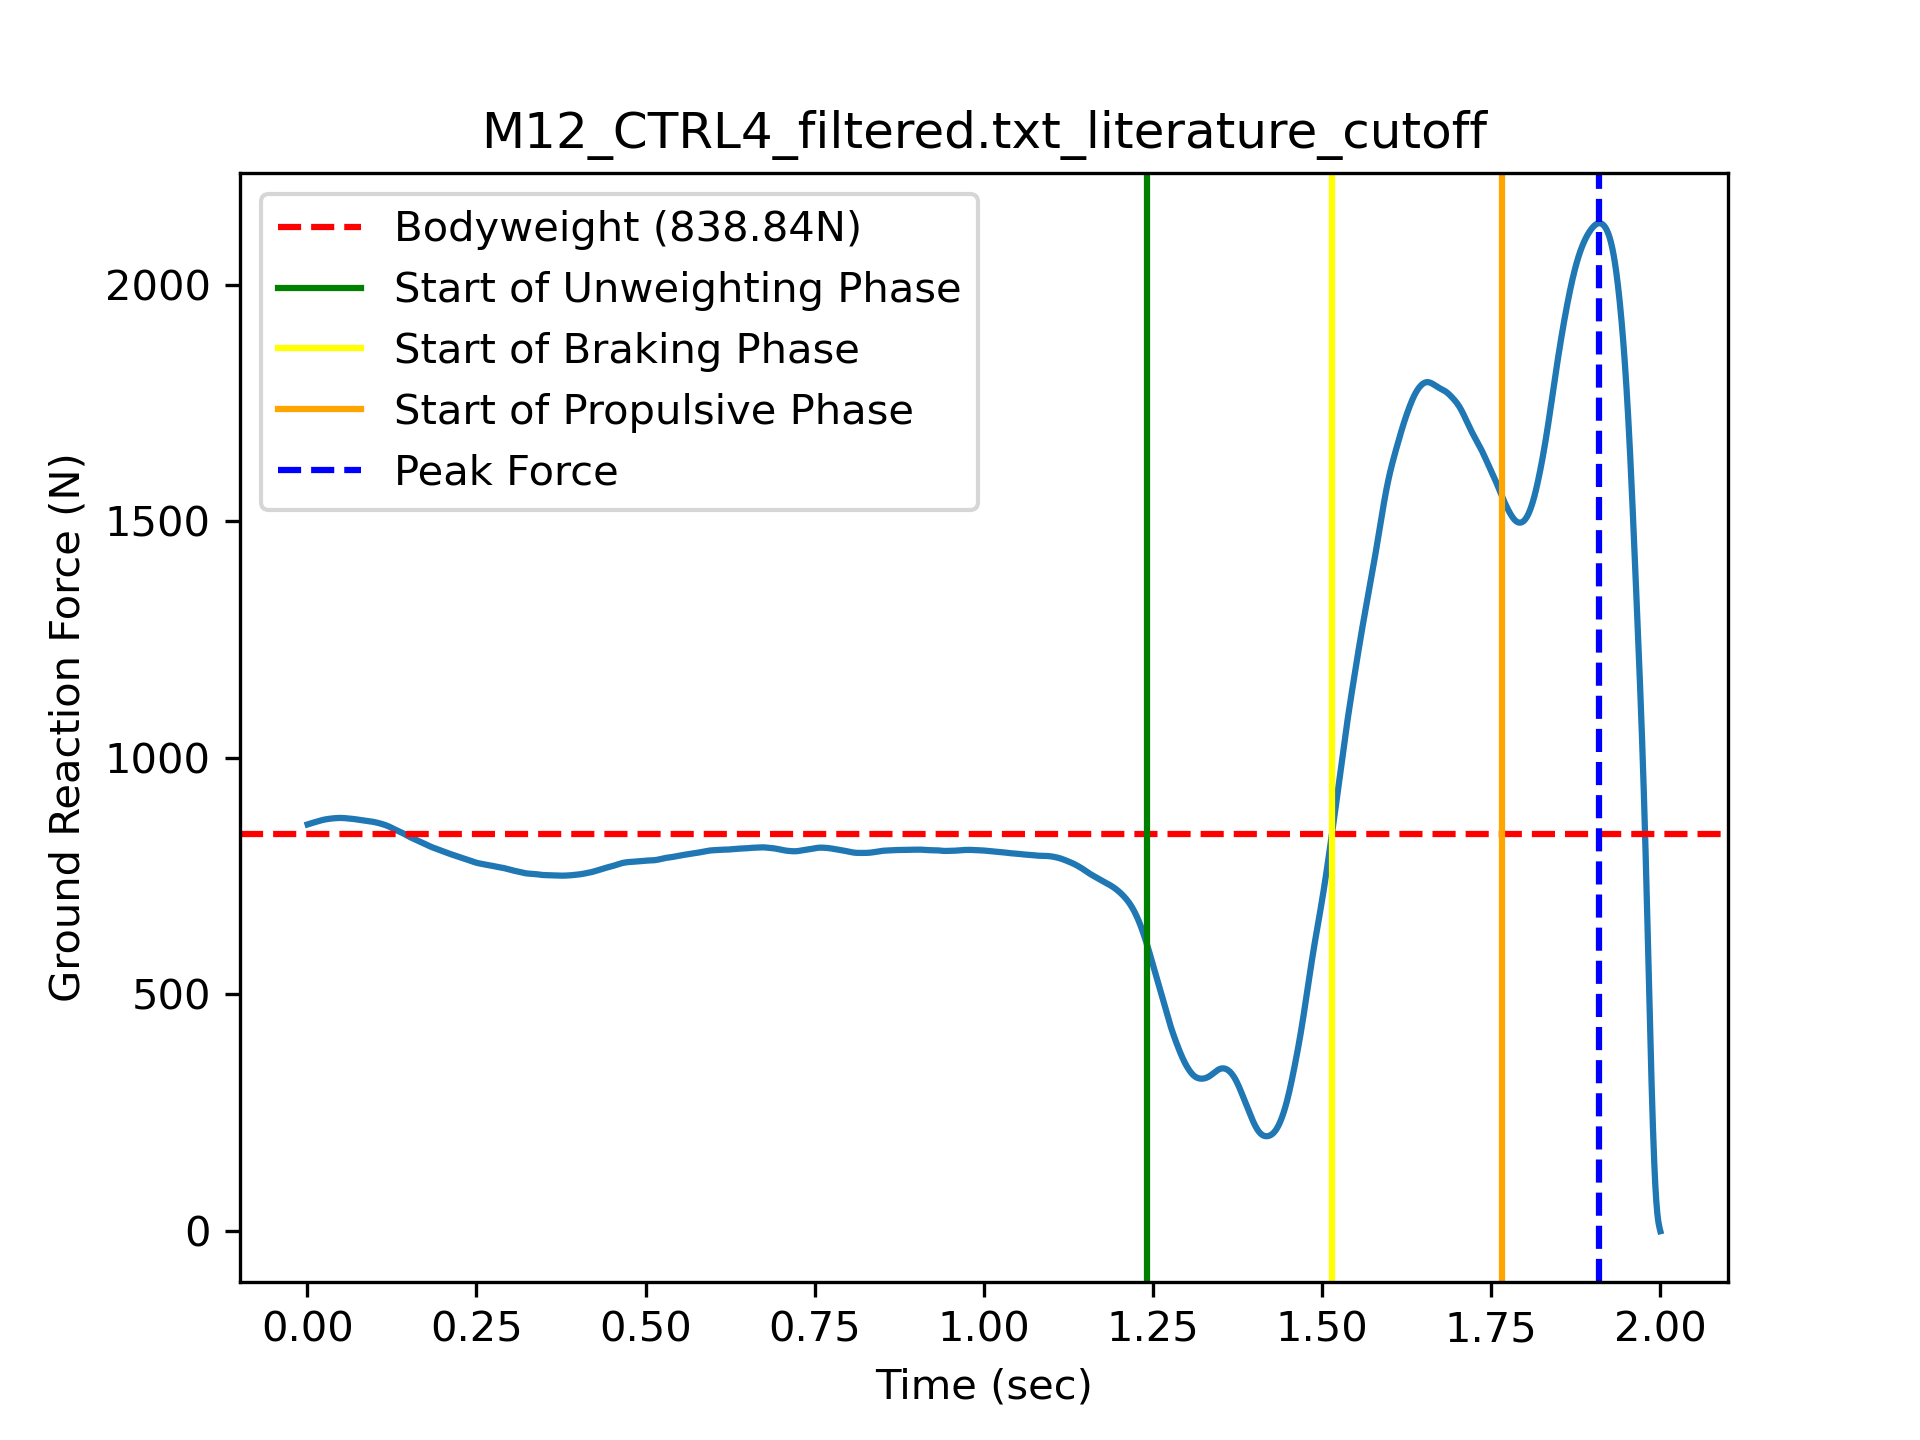 M12_CTRL4_filtered.txt_literature_cutoff
Bodyweight (838.84N)
Start of Unweighting Phase
Start of Braking Phase
Start of Propulsive Phase
Peak Force
Ground Reaction Force (N)
2000
1500
1000
500
0
0.00 0.25 0.50 0.75 1.00 1.25 1.50 1.75 2.00
Time (sec)